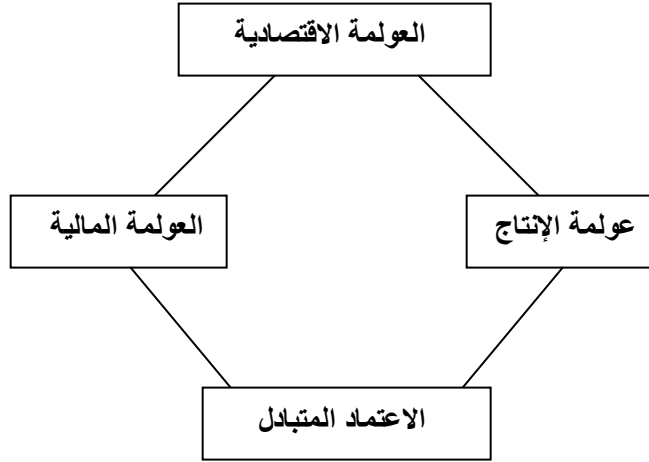 العولمة الاقتصادية
عولمة الإنتاج
العولمة المالية
الاعتماد المتبادل